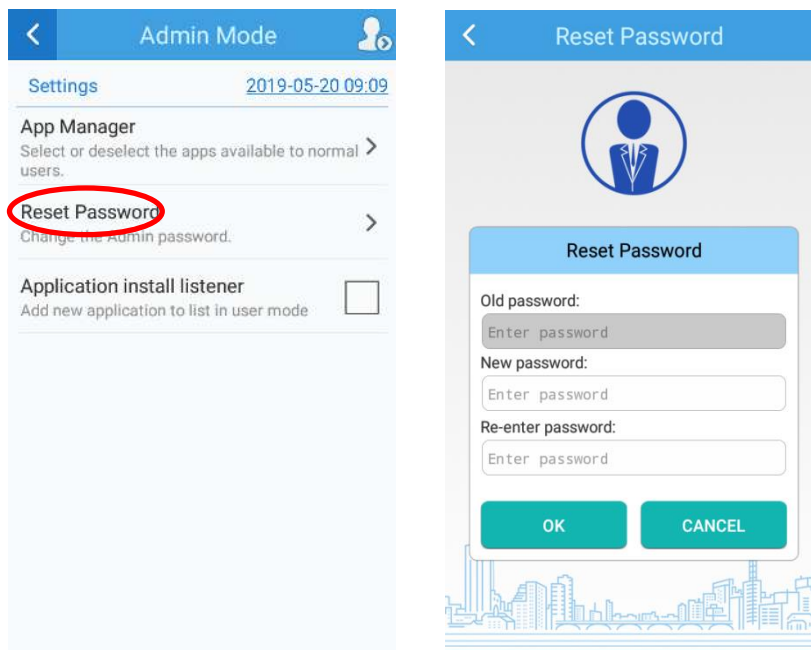 Admin Mode
Settings 2019-05-20 09:09
App Manager
Select or deselect the apps available to normal
users.
Reset Password
Change the Admin password.
Application install listener
Add new application to list in user mode
Reset Password
Reset Password
Old password:
Enter password
New password:
Enter password
Re-enter password:
Enter password
OK CANCEL